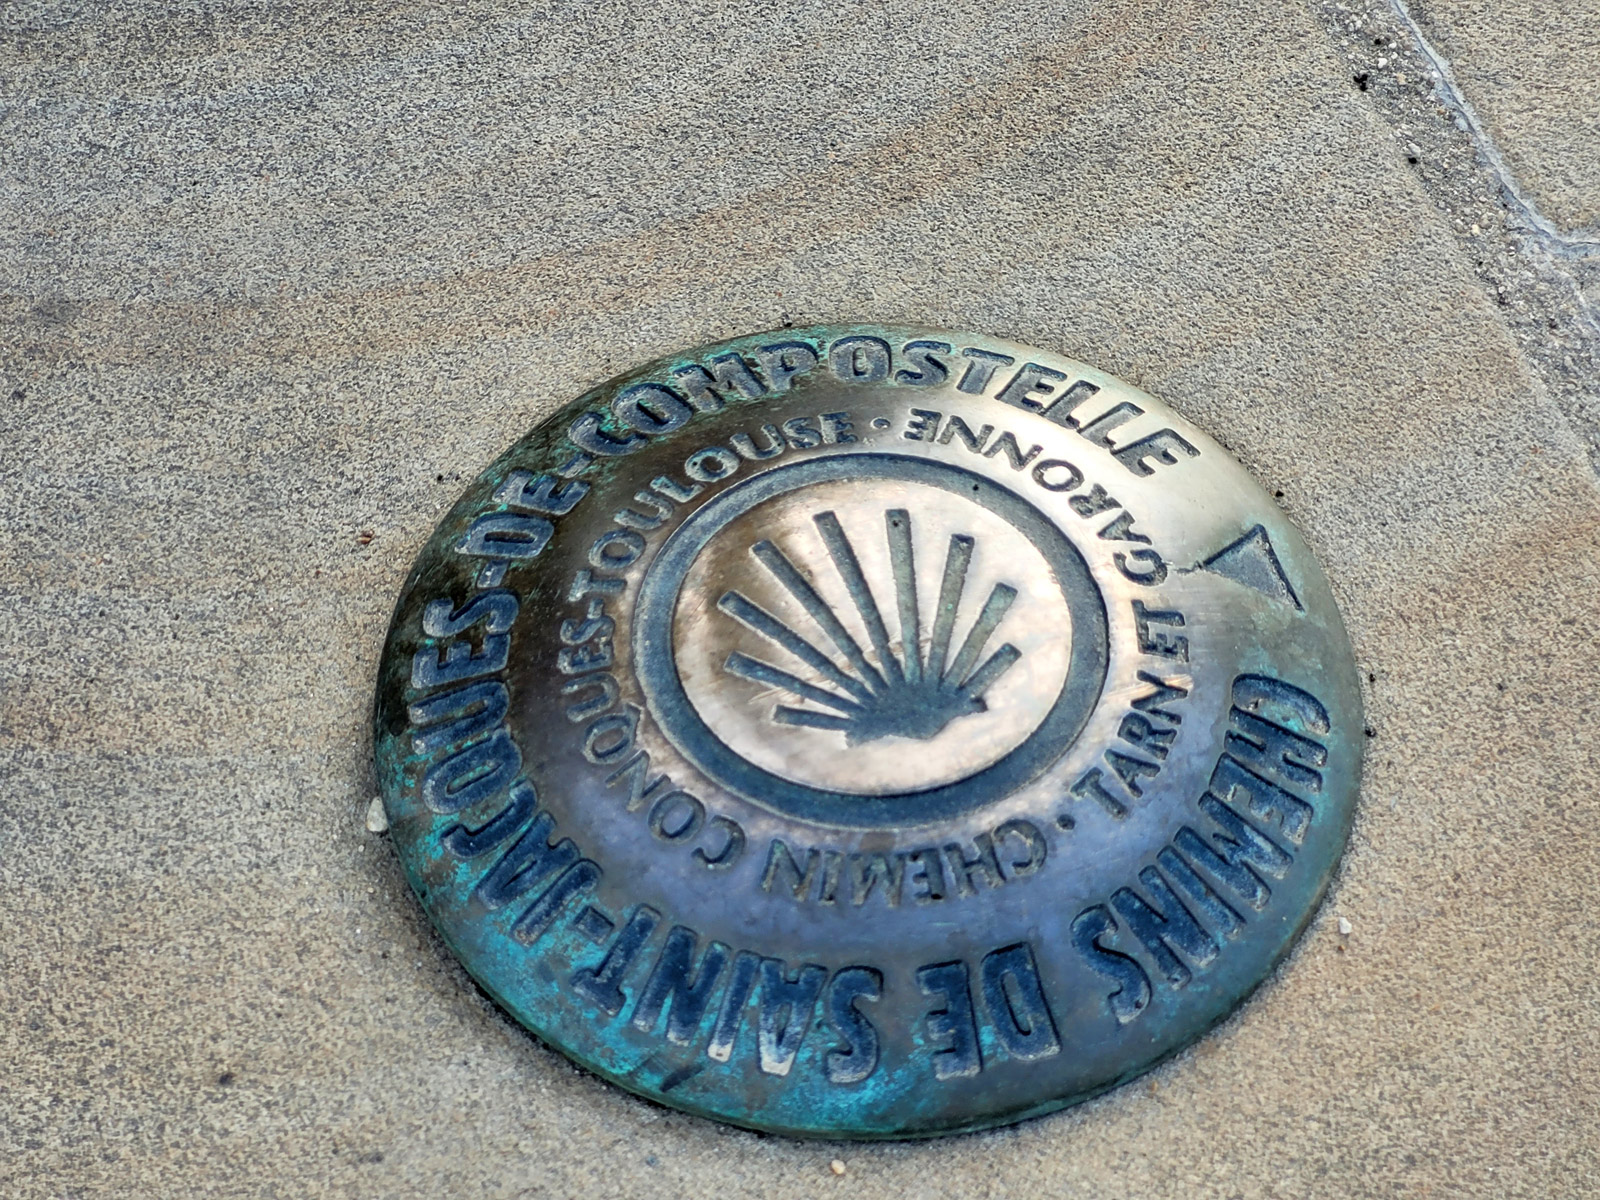 CHEMINS DE SAINT-JACQUES-DE-COMPOSTELLE
CHEMIN CONQUES-TOULOUSE • TARN ET GARONNE •